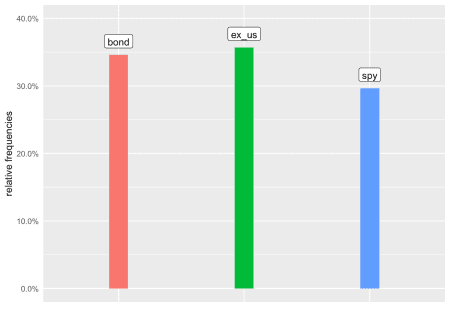 40.0%
bond
ex_us
spy
30.0%
20.0%
10.0%
0.0%
relative frequencies